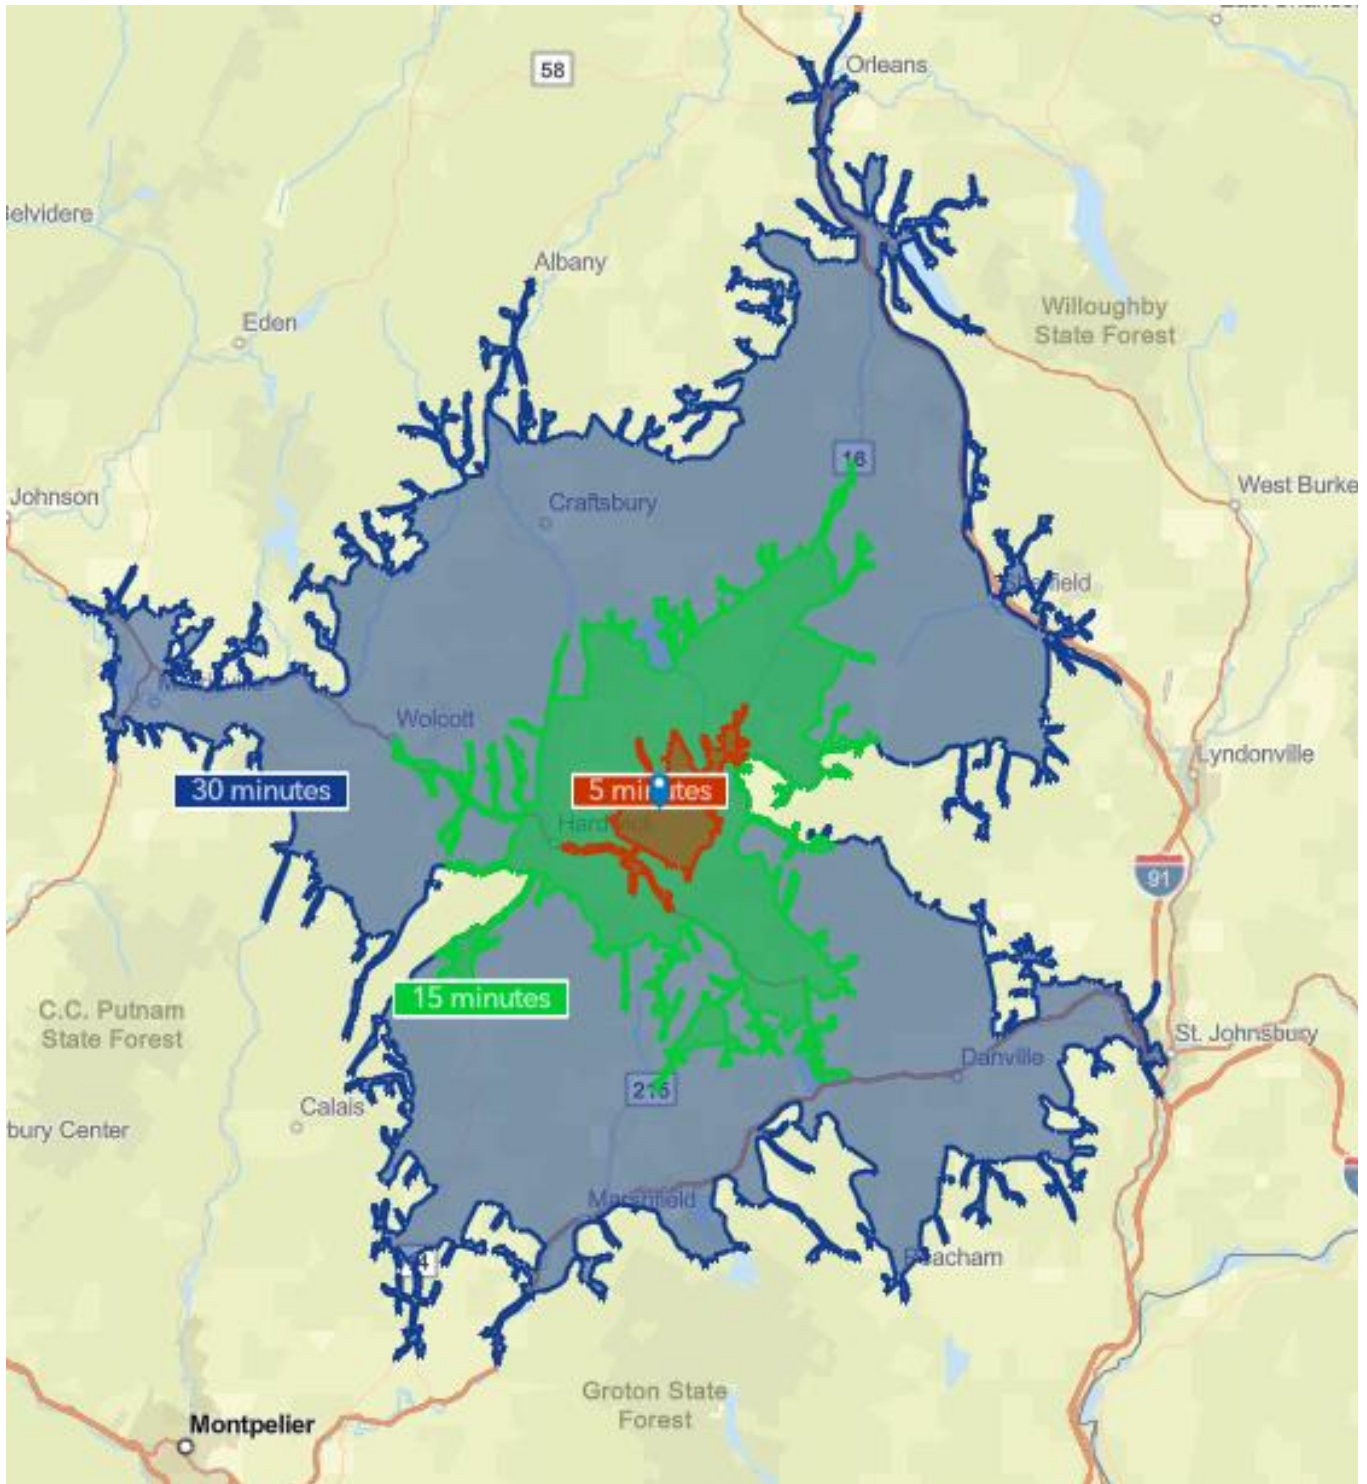 58
Orleans
Belvidere
Albany
Eden
Willoughby
State Forest
16
West Burke
Johnson
Craftsbury
Wolcott
Lyndonville
30 minutes
5 minutes
91
15 minutes
C.C. Putnam
State Forest
St. Johnsbury
Danville
215
Calais
bury Center
Marshfield
Peacham
Groton State
Forest
Montpelier